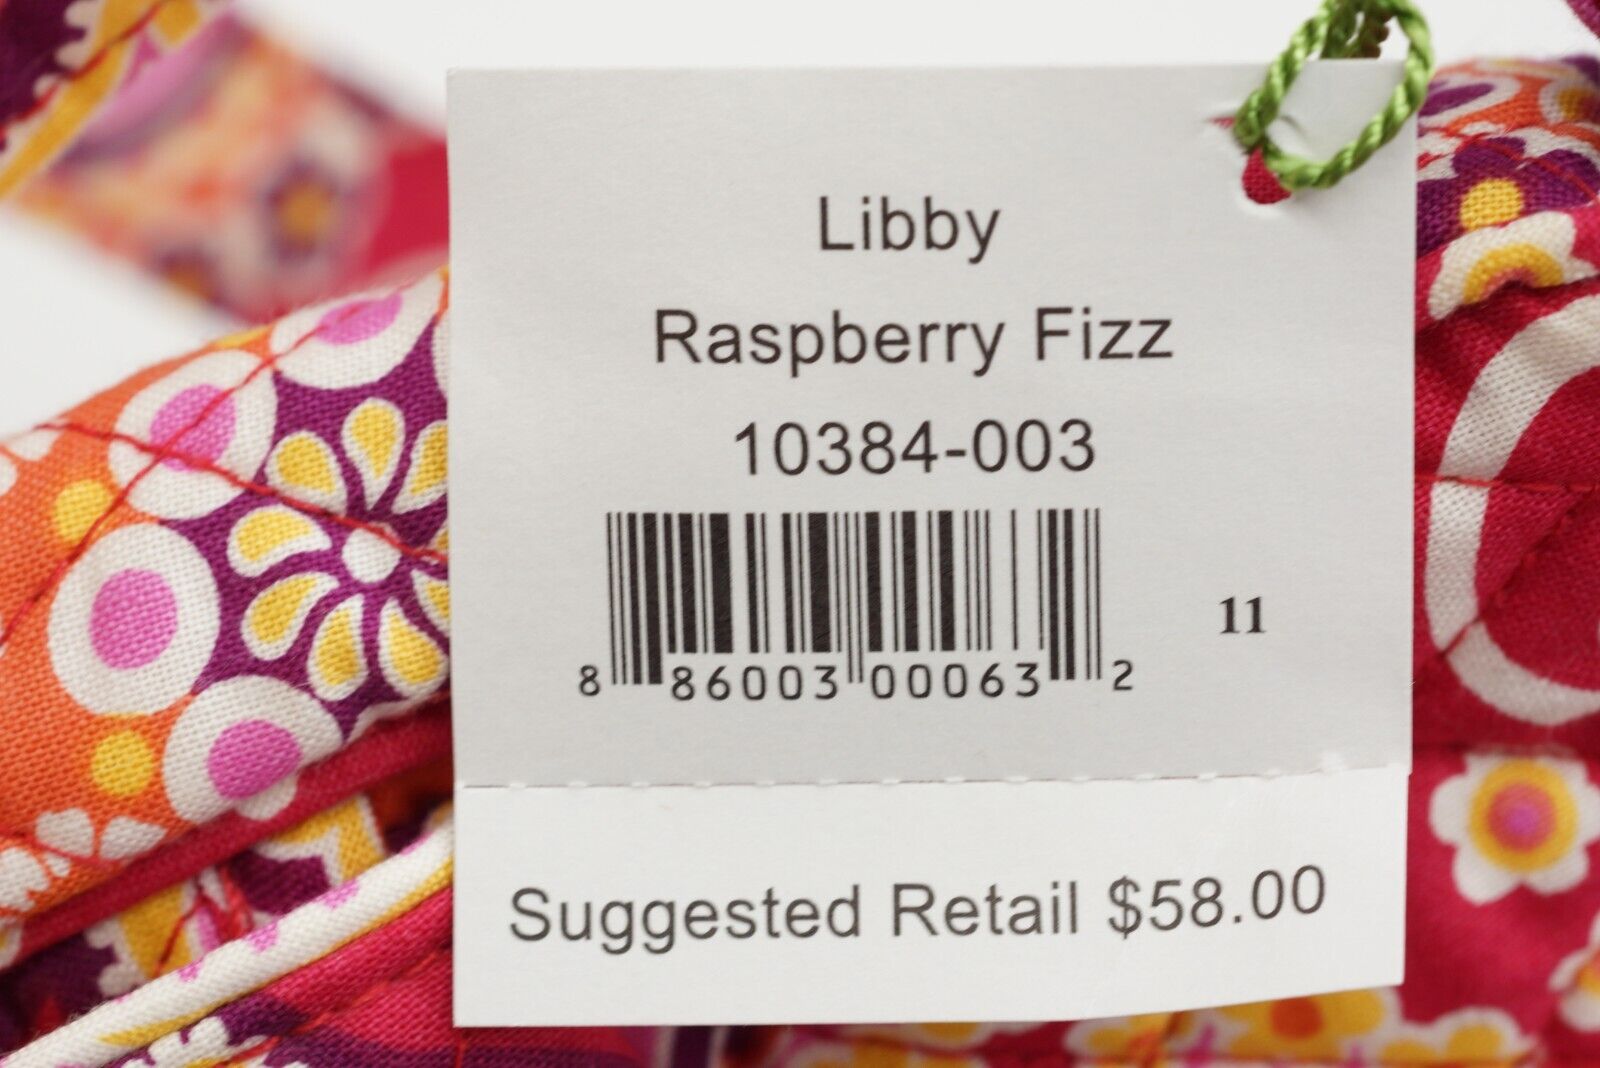 Libby
Raspberry Fizz
10384-003
11
8 86003 00063 2
Suggested Retail $58.00